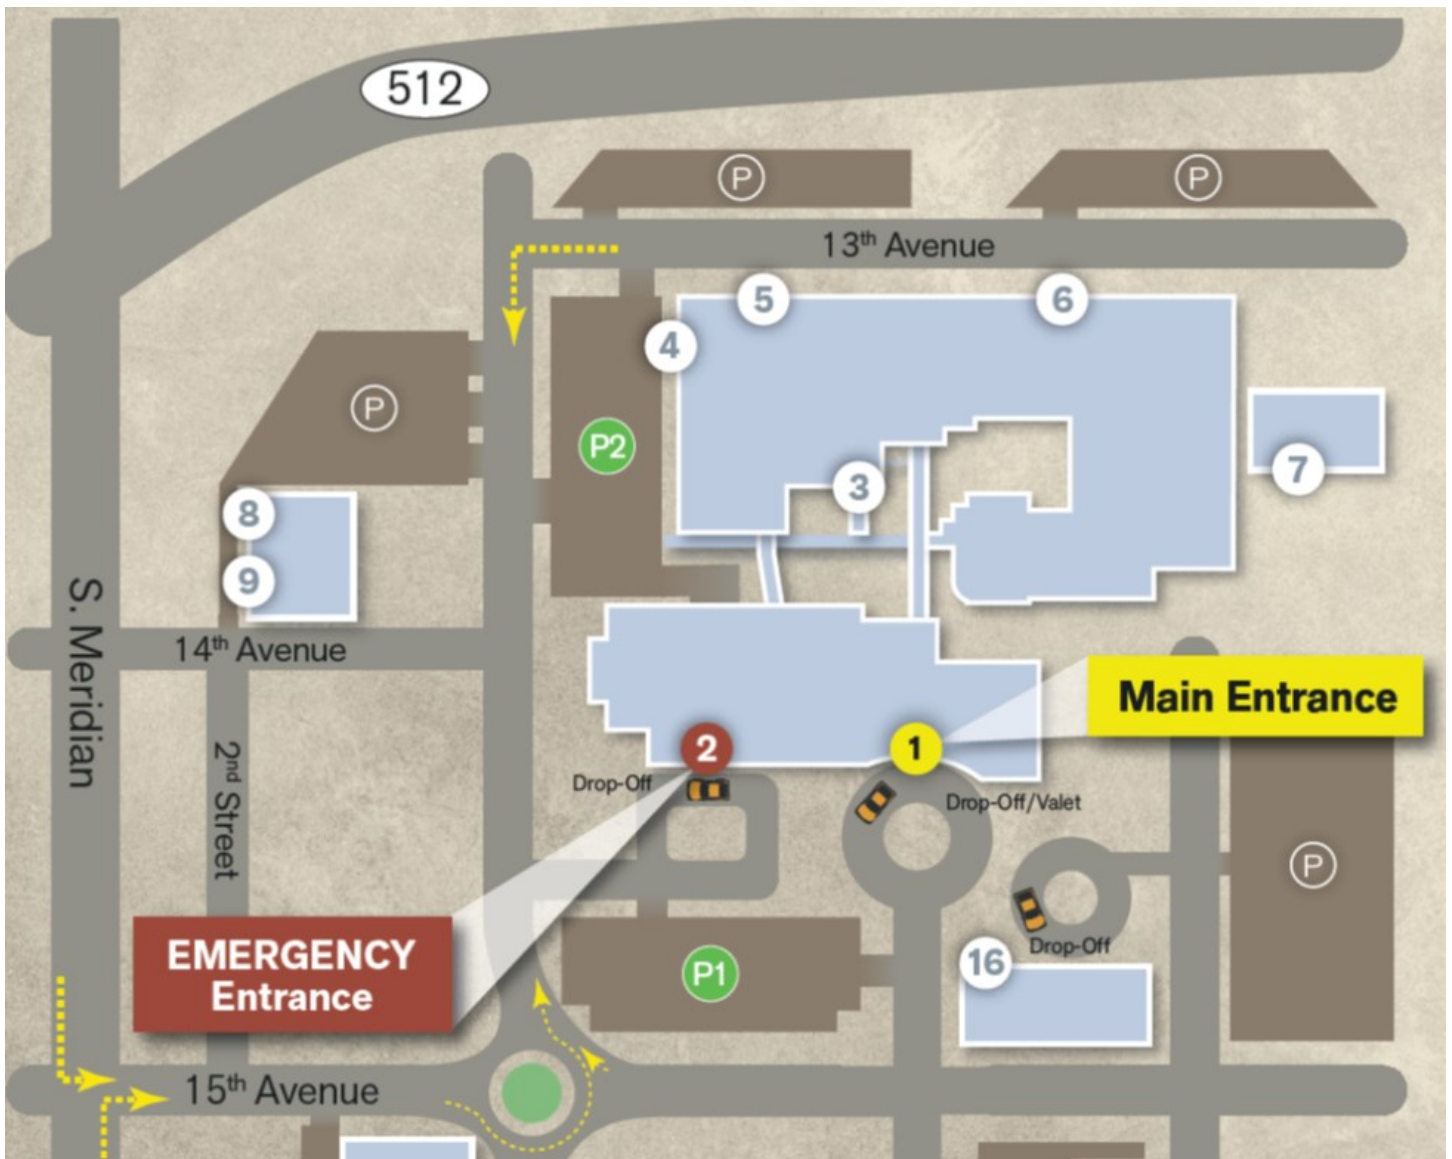 512
P
P
13th Avenue
5
6
4
P
P2
3
7
8
9
S. Meridian
14th Avenue
Main Entrance
2
1
2nd Street
Drop-Off
Drop-Off/Valet
P
EMERGENCY
Entrance
Drop-Off
16
P1
15th Avenue